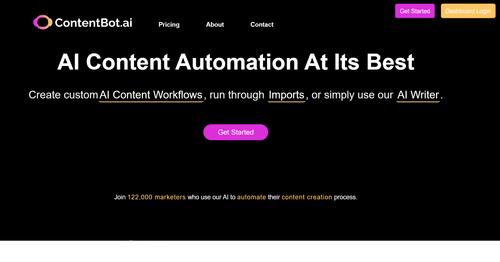 ContentBot.ai
Pricing
About
Contact
Get Started
Dashboard Login
AI Content Automation At Its Best
Create custom AI Content Workflows, run through Imports, or simply use our AI Writer.
Get Started
Join 122,000 marketers who use our AI to automate their content creation process.